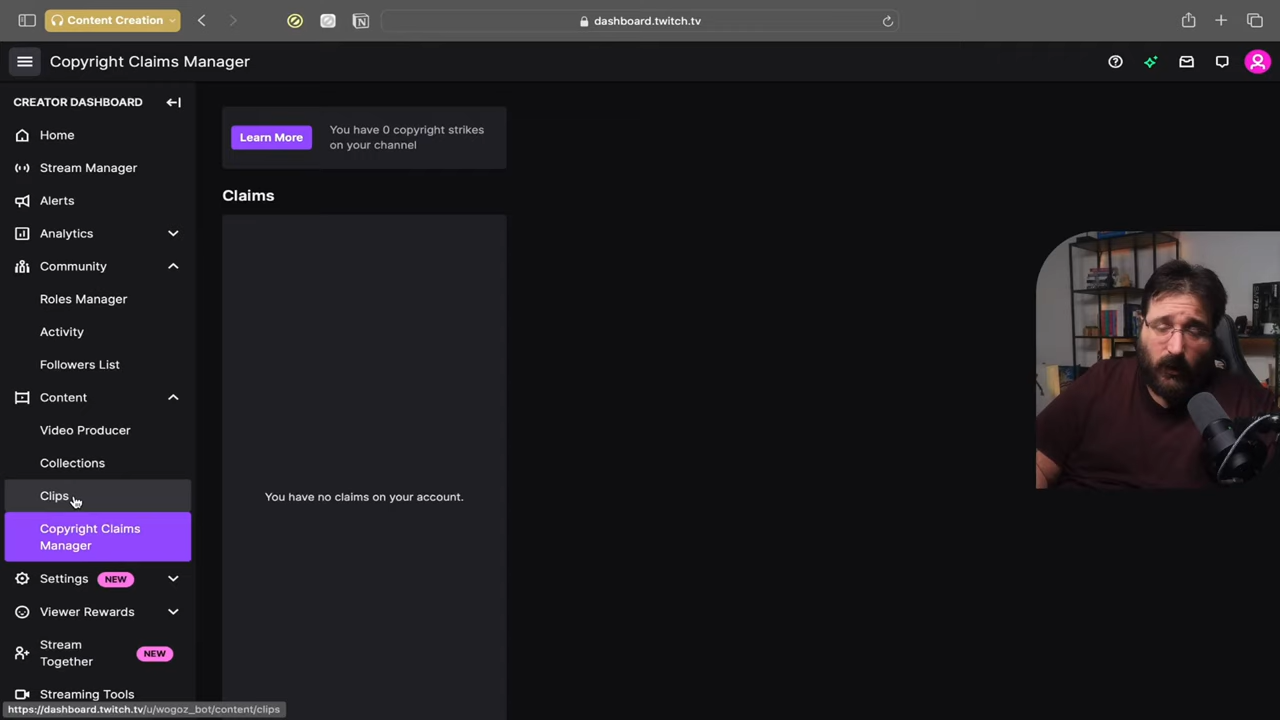 Content Creation
dashboard.twitch.tv
Copyright Claims Manager
CREATOR DASHBOARD
Home
Stream Manager
Alerts
Analytics
Community
Roles Manager
Activity
Followers List
Content
Video Producer
Collections
Clips
Copyright Claims
Manager
Settings NEW
Viewer Rewards
Stream
Together NEW
Streaming Tools
https://dashboard.twitch.tv/u/wogoz_bot/content/clips
Learn More
You have 0 copyright strikes
on your channel
Claims
You have no claims on your account.